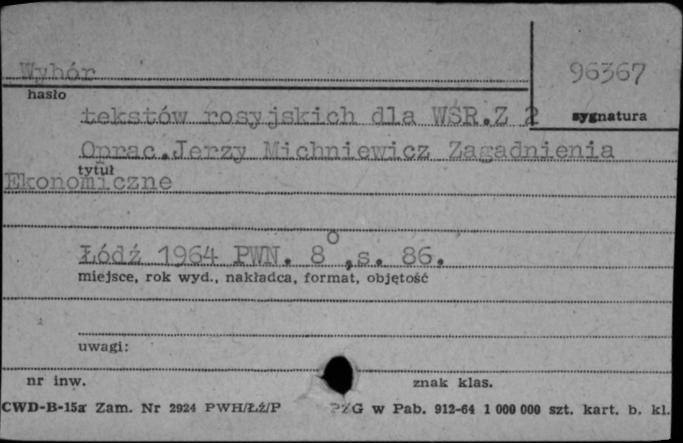 Wybór
96367
hasło
tekstów rosyjskich dla WSR.Z 2
sygnatura
Oprac.Jerzy Michniewicz Zagadnienia
tytuł
Ekonomiczne
Łódź 1964 PWN. 8° ,s. 86.
miejsce, rok wyd., nakładca, format, objętość
uwagi:
nr inw.
znak klas.
CWD-B-15a Zam. Nr 2924 PWH/Łż/P PZG w Pab. 912-64 1 000 000 szt. kart. b. kl.